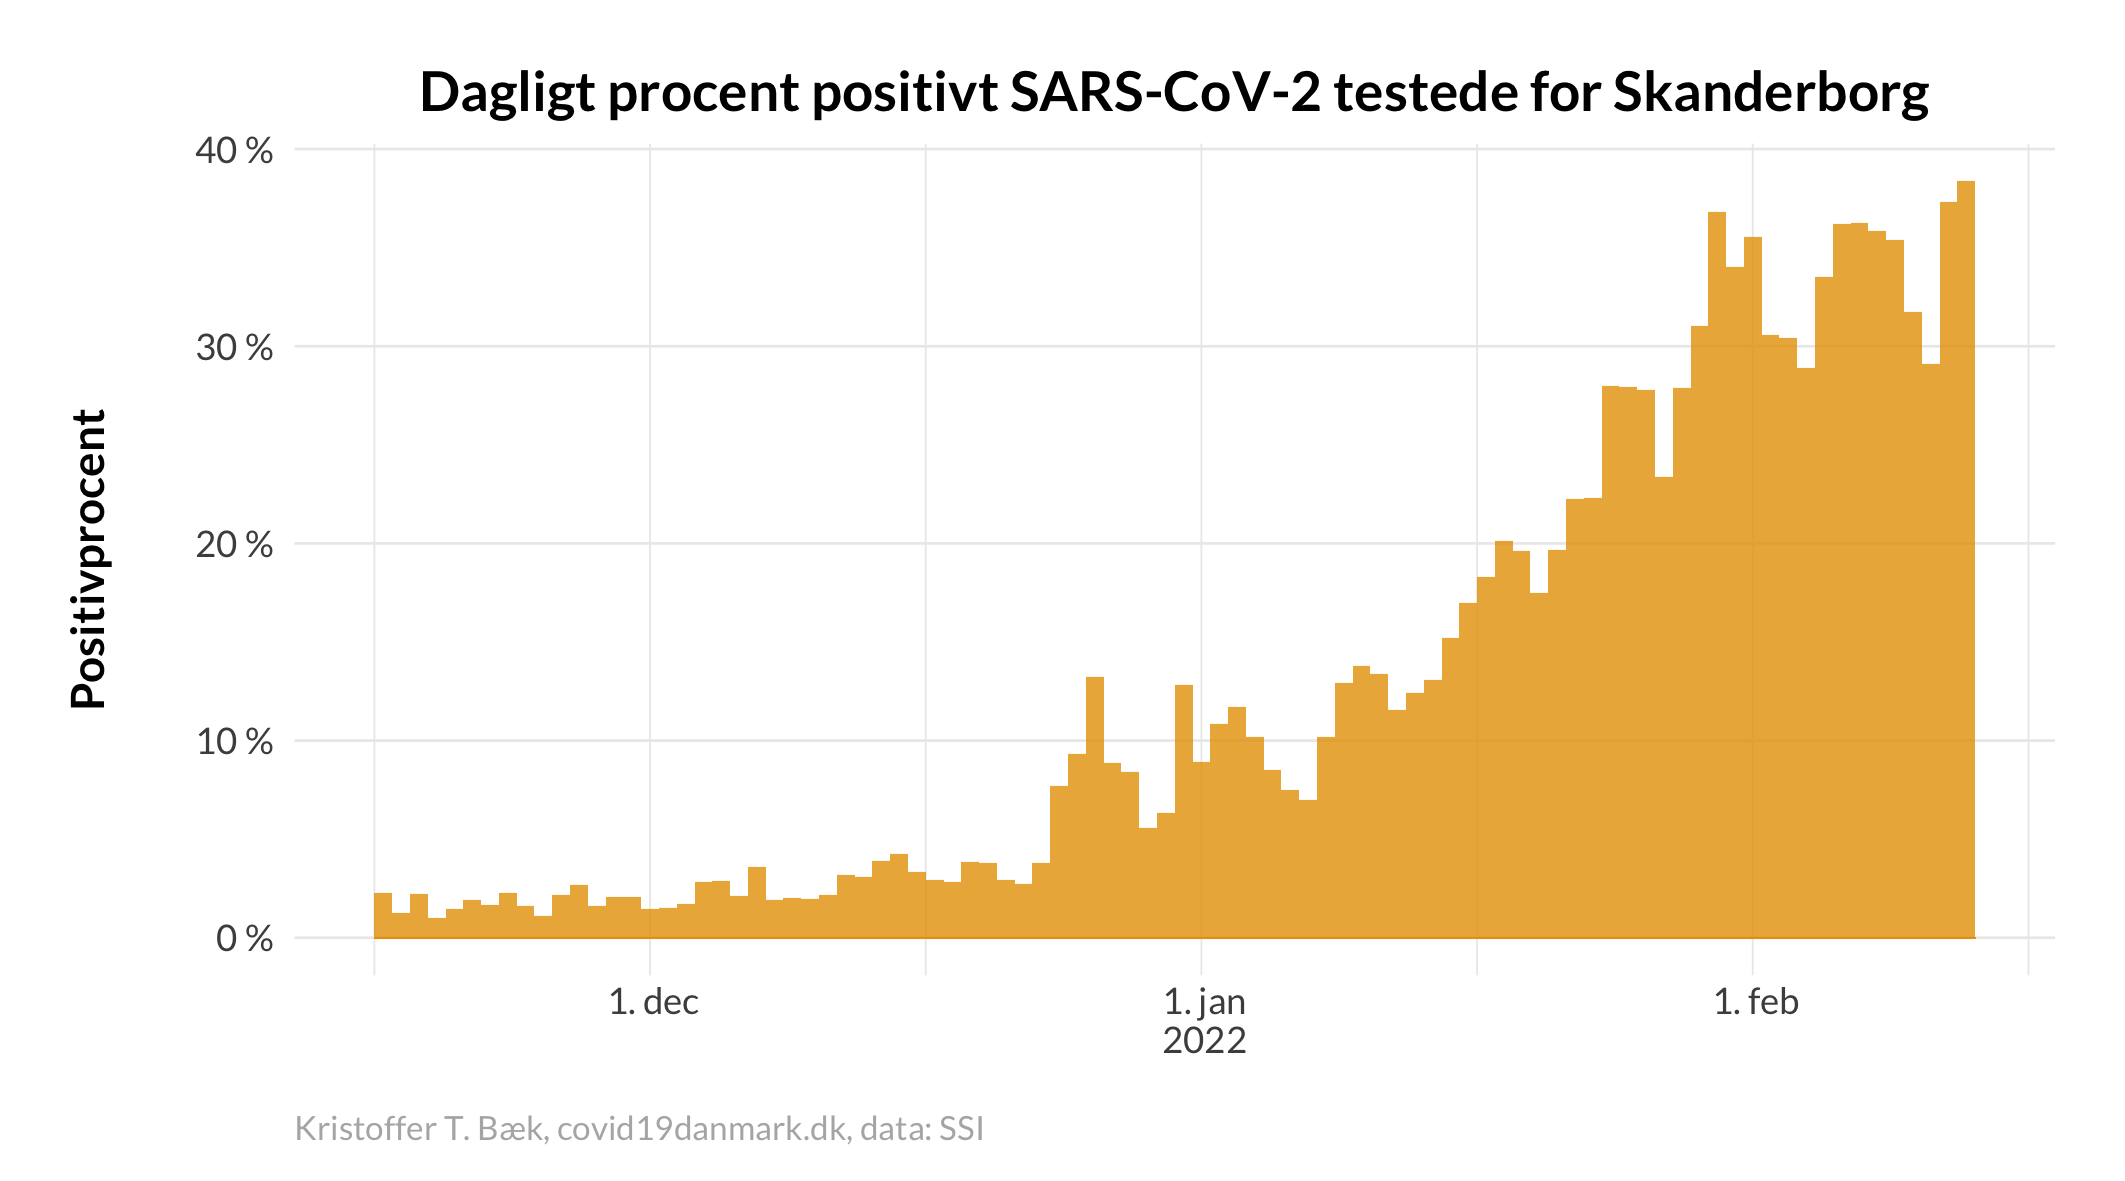 Dagligt procent positivt SARS-CoV-2 testede for Skanderborg
Positivprocent
40 %
30 %
20 %
10 %
0 %
1. dec
1. jan
2022
1. feb
Kristoffer T. Bæk, covid19danmark.dk, data: SSI